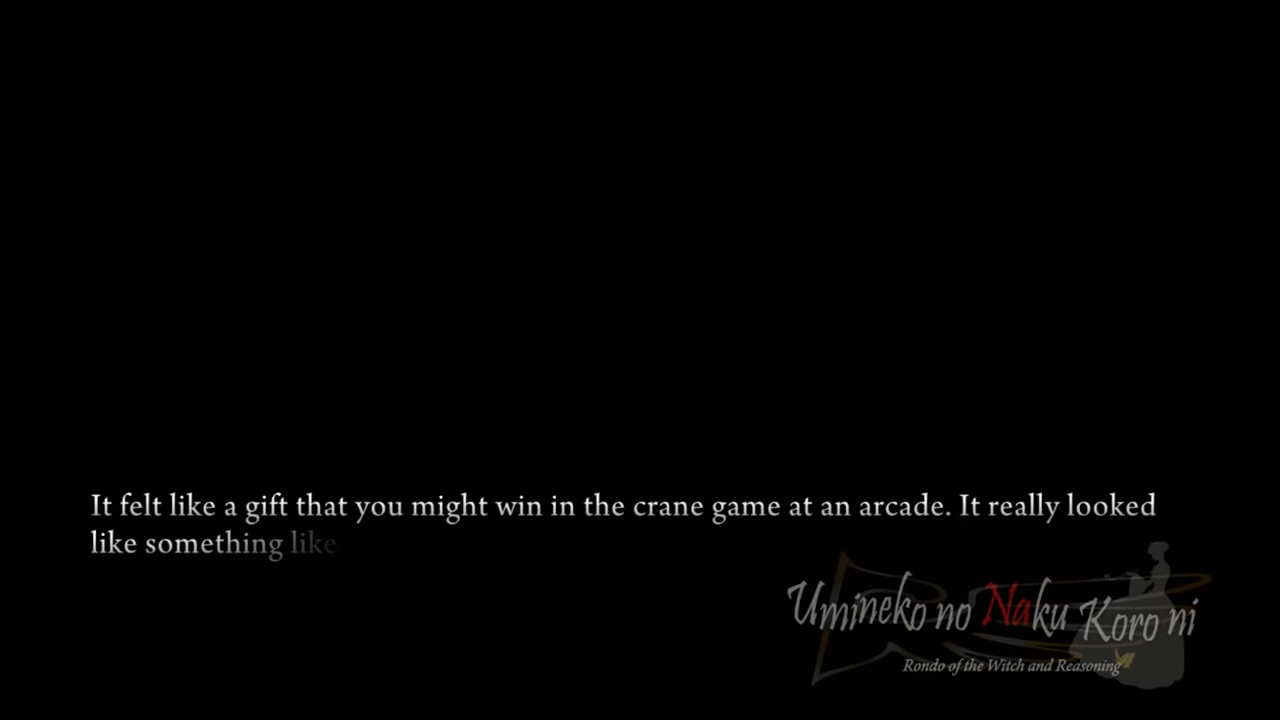 It felt like a gift that you might win in the crane game at an arcade. It really looked
like something like
Umineko no Naku Koro ni
Rondo of the Witch and Reasoning